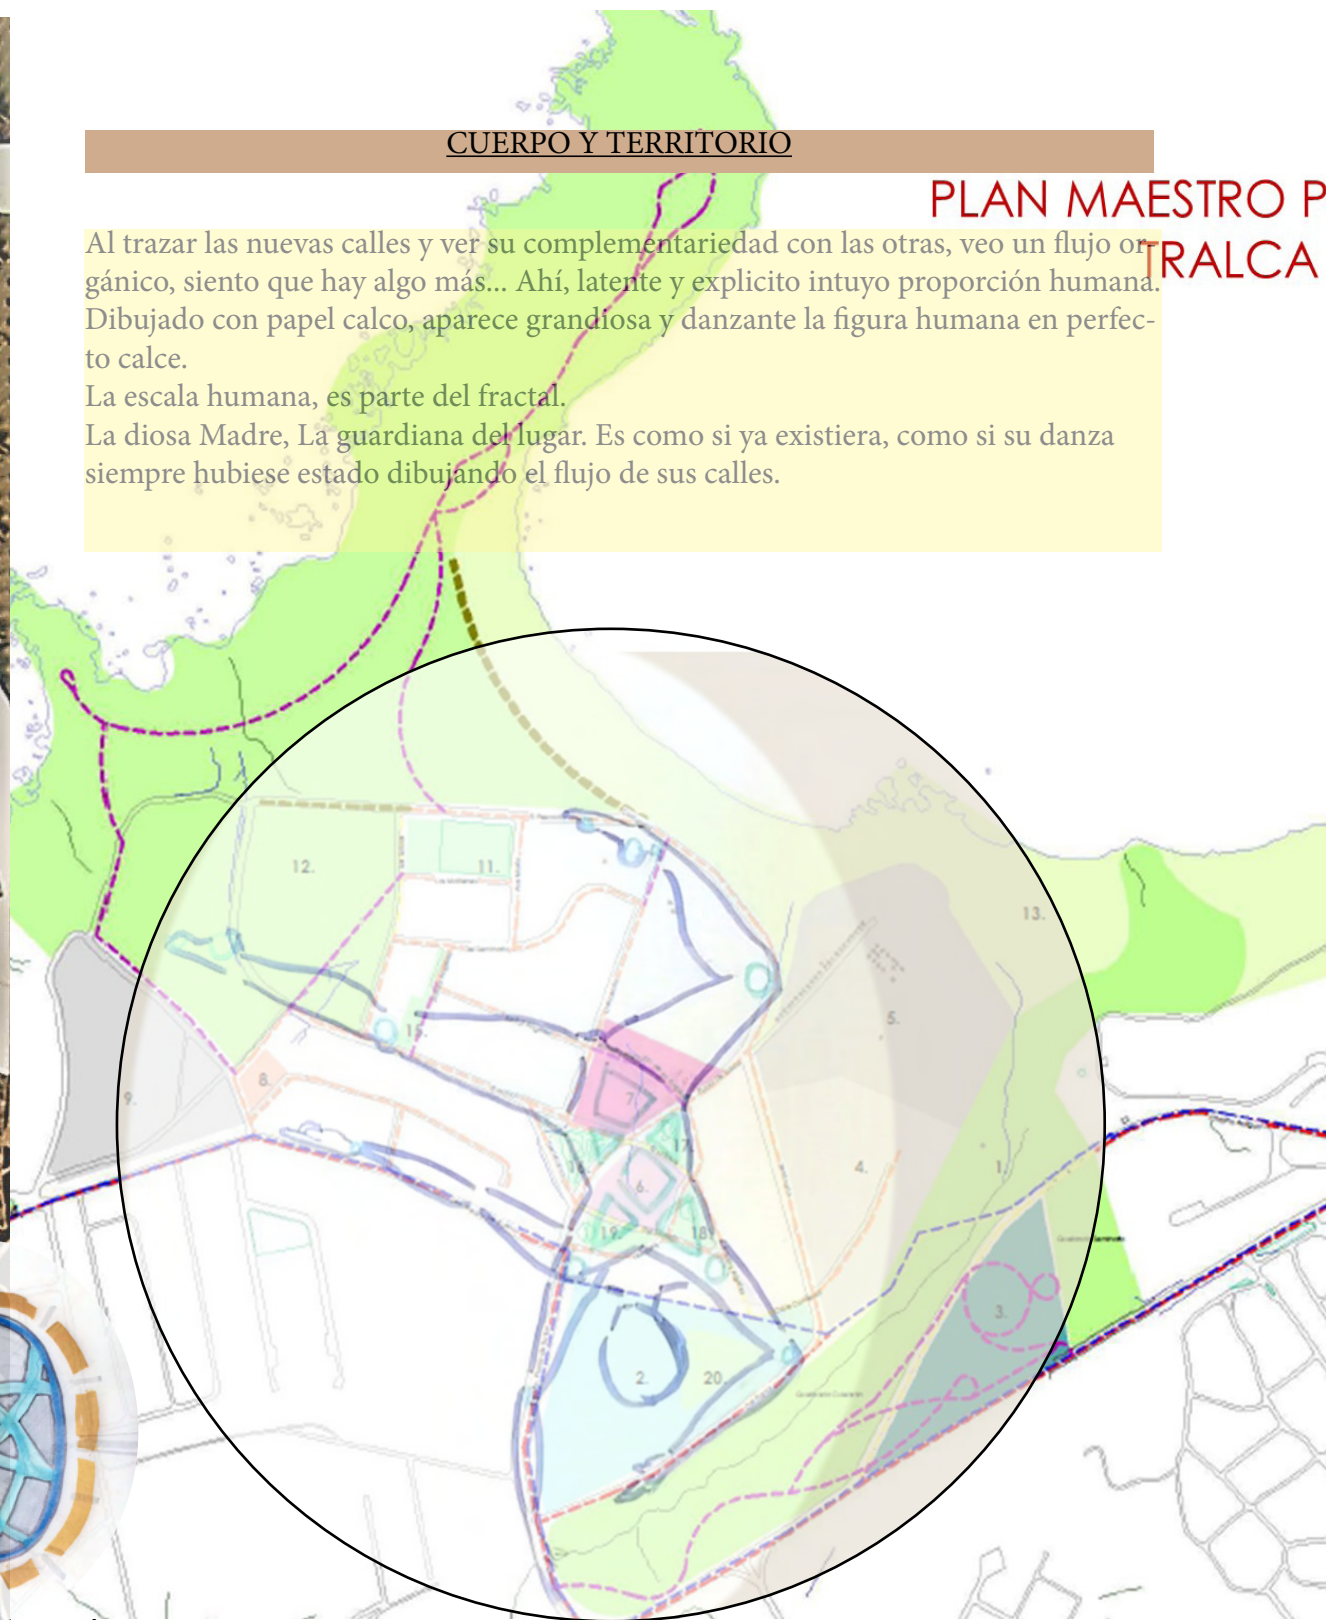 CUERPO Y TERRITORIO
PLAN MAESTRO P
TRALCA
Al trazar las nuevas calles y ver su complementariedad con las otras, veo un flujo or-
gánico, siento que hay algo más... Ahí, latente y explicito intuyo proporción humana.
Dibujado con papel calco, aparece grandiosa y danzante la figura humana en perfec-
to calce.
La escala humana, es parte del fractal.
La diosa Madre, La guardiana del lugar. Es como si ya existiera, como si su danza
siempre hubiese estado dibujando el flujo de sus calles.
12.
11.
13.
15.
5.
8.
9.
7.
17.
16.
4.
1.
6.
19.
18.
3.
2.
20.